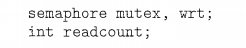 semaphore mutex, wrt;
int readcount;